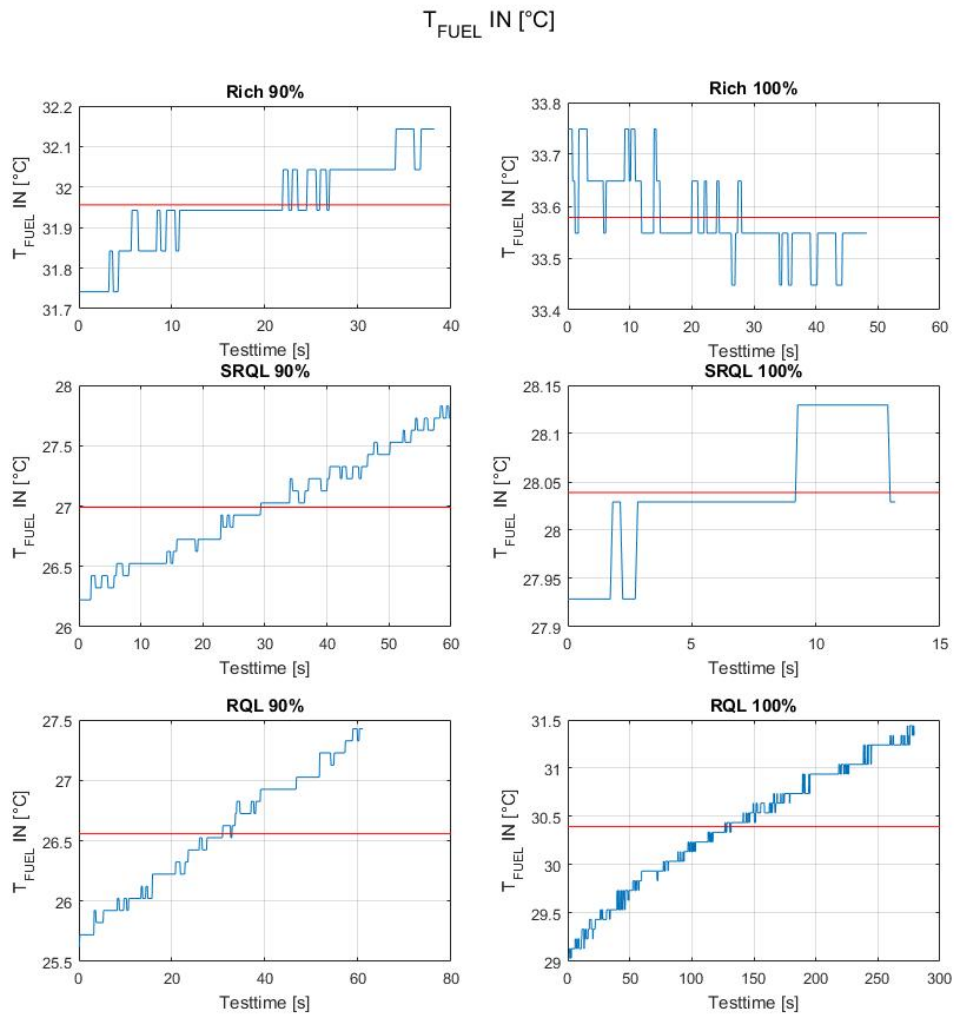 T_FUEL IN [°C]
Rich 90%
32.2
32.1
32
31.9
31.8
31.7
T_FUEL IN [°C]
0 10 20 30 40
Testtime [s]
Rich 100%
33.8
33.7
33.6
33.5
33.4
T_FUEL IN [°C]
0 10 20 30 40 50 60
Testtime [s]
SRQL 90%
28
27.5
27
26.5
26
T_FUEL IN [°C]
0 10 20 30 40 50 60
Testtime [s]
SRQL 100%
28.15
28.1
28.05
28
27.95
27.9
T_FUEL IN [°C]
0 5 10 15
Testtime [s]
RQL 90%
27.5
27
26.5
26
25.5
T_FUEL IN [°C]
0 20 40 60 80
Testtime [s]
RQL 100%
31.5
31
30.5
30
29.5
29
T_FUEL IN [°C]
0 50 100 150 200 250 300
Testtime [s]